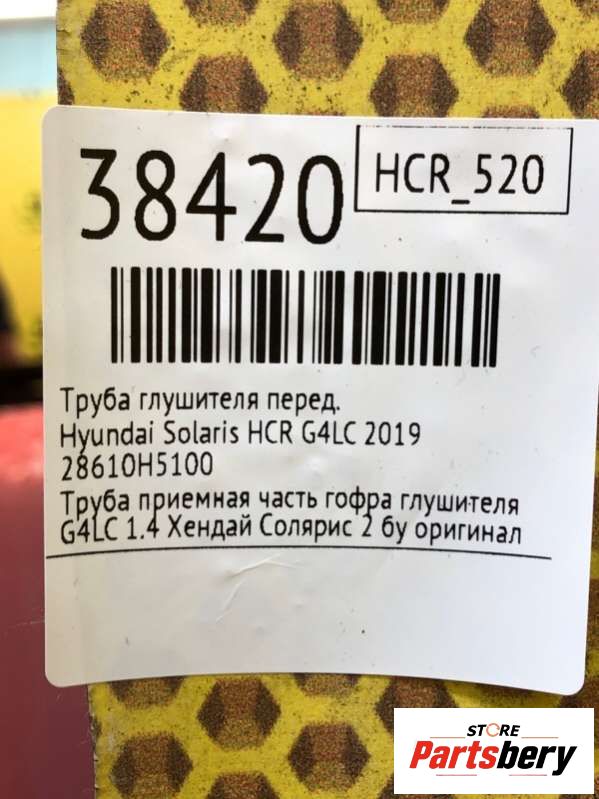 38420
HCR_520
Труба глушителя перед.
Hyundai Solaris HCR G4LC 2019
28610H5100
Труба приемная часть гофра глушителя
G4LC 1.4 Хендай Солярис 2 бу оригинал
STORE
Partsbery